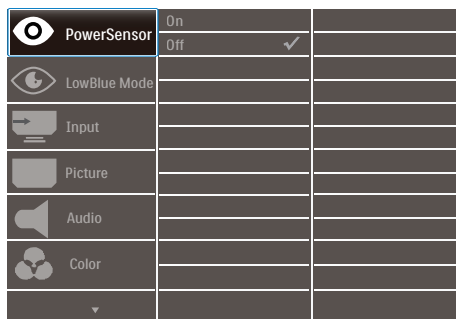 PowerSensor
On
Off
LowBlue Mode
Input
Picture
Audio
Color